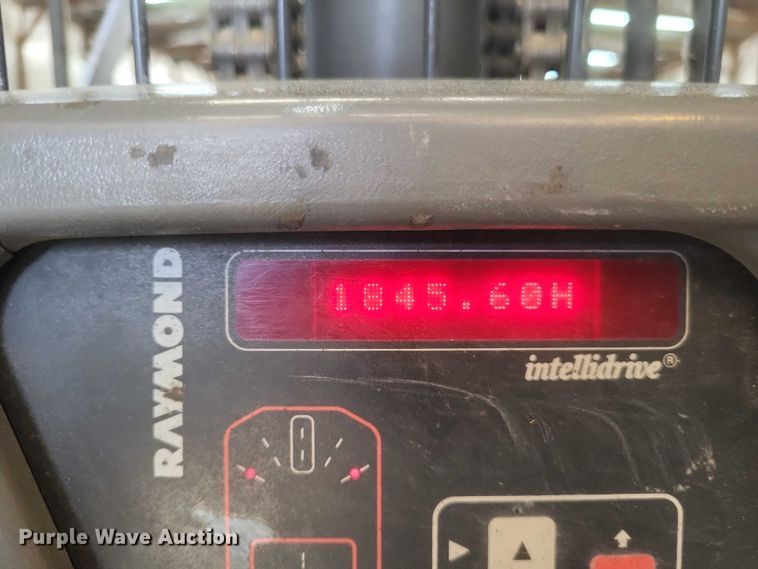 RAYMOND
1845.60H
intellidrive®
Purple Wave Auction